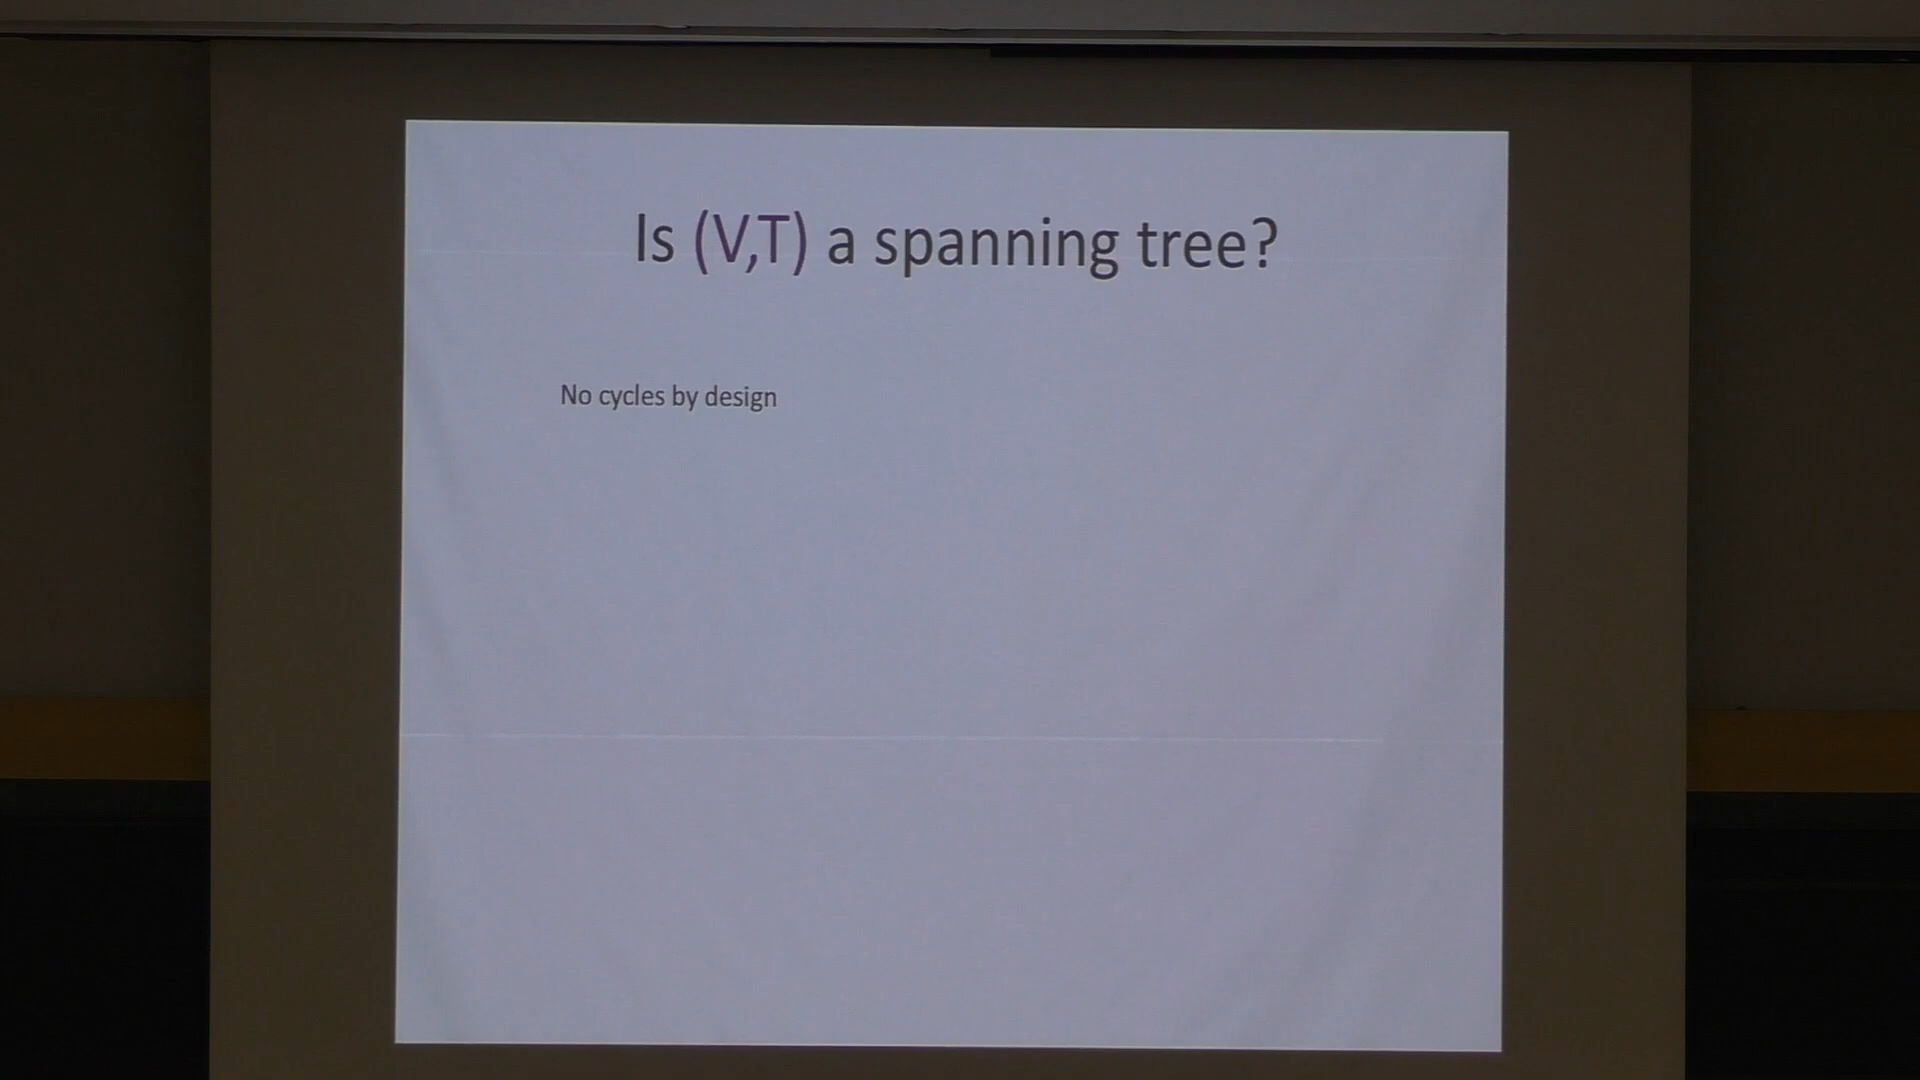 Is (V,T) a spanning tree?
No cycles by design